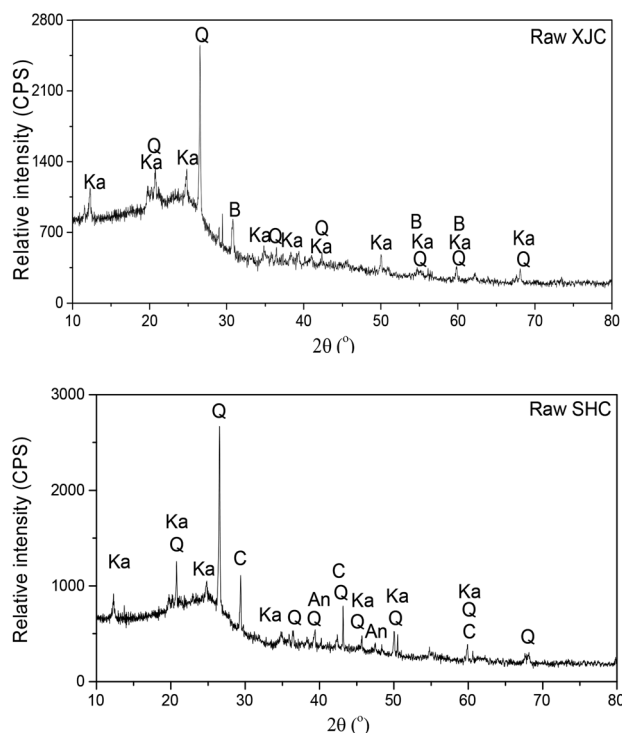 2800
2100
1400
700
0
Relative intensity (CPS)
Raw XJC
Q
Ka
Q
Ka
Ka
B
Ka
Q
Ka
Q
Ka
Ka
B
Ka
Q
B
Ka
Q
Ka
Q
10 20 30 40 50 60 70 80
2θ (°)
3000
2000
1000
0
Relative intensity (CPS)
Raw SHC
Q
Ka
Ka
Q
Ka
C
Ka
Q
An
Q
C
Q
Ka
Q
An
Ka
Q
Ka
Q
C
Q
10 20 30 40 50 60 70 80
2θ (°)